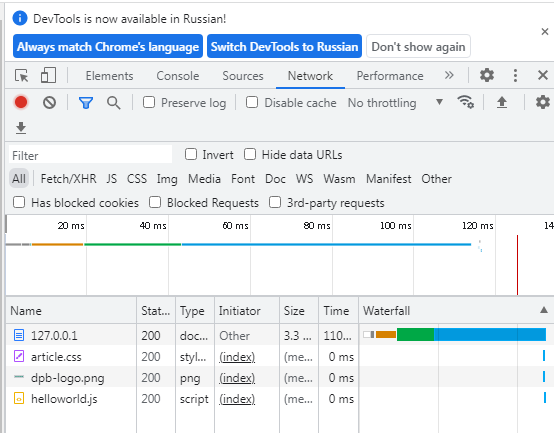 DevTools is now available in Russian!
Always match Chrome's language Switch DevTools to Russian Don't show again
Elements Console Sources Network Performance
Preserve log Disable cache No throttling
Filter Invert Hide data URLs
All Fetch/XHR JS CSS Img Media Font Doc WS Wasm Manifest Other
Has blocked cookies Blocked Requests 3rd-party requests
20 ms 40 ms 60 ms 80 ms 100 ms 120 ms 14
Name Stat... Type Initiator Size Time Waterfall
127.0.0.1 200 doc... Other 3.3 ... 110...
article.css 200 styl... (index) (me... 0 ms
dpb-logo.png 200 png (index) (me... 0 ms
helloworld.js 200 script (index) (me... 0 ms